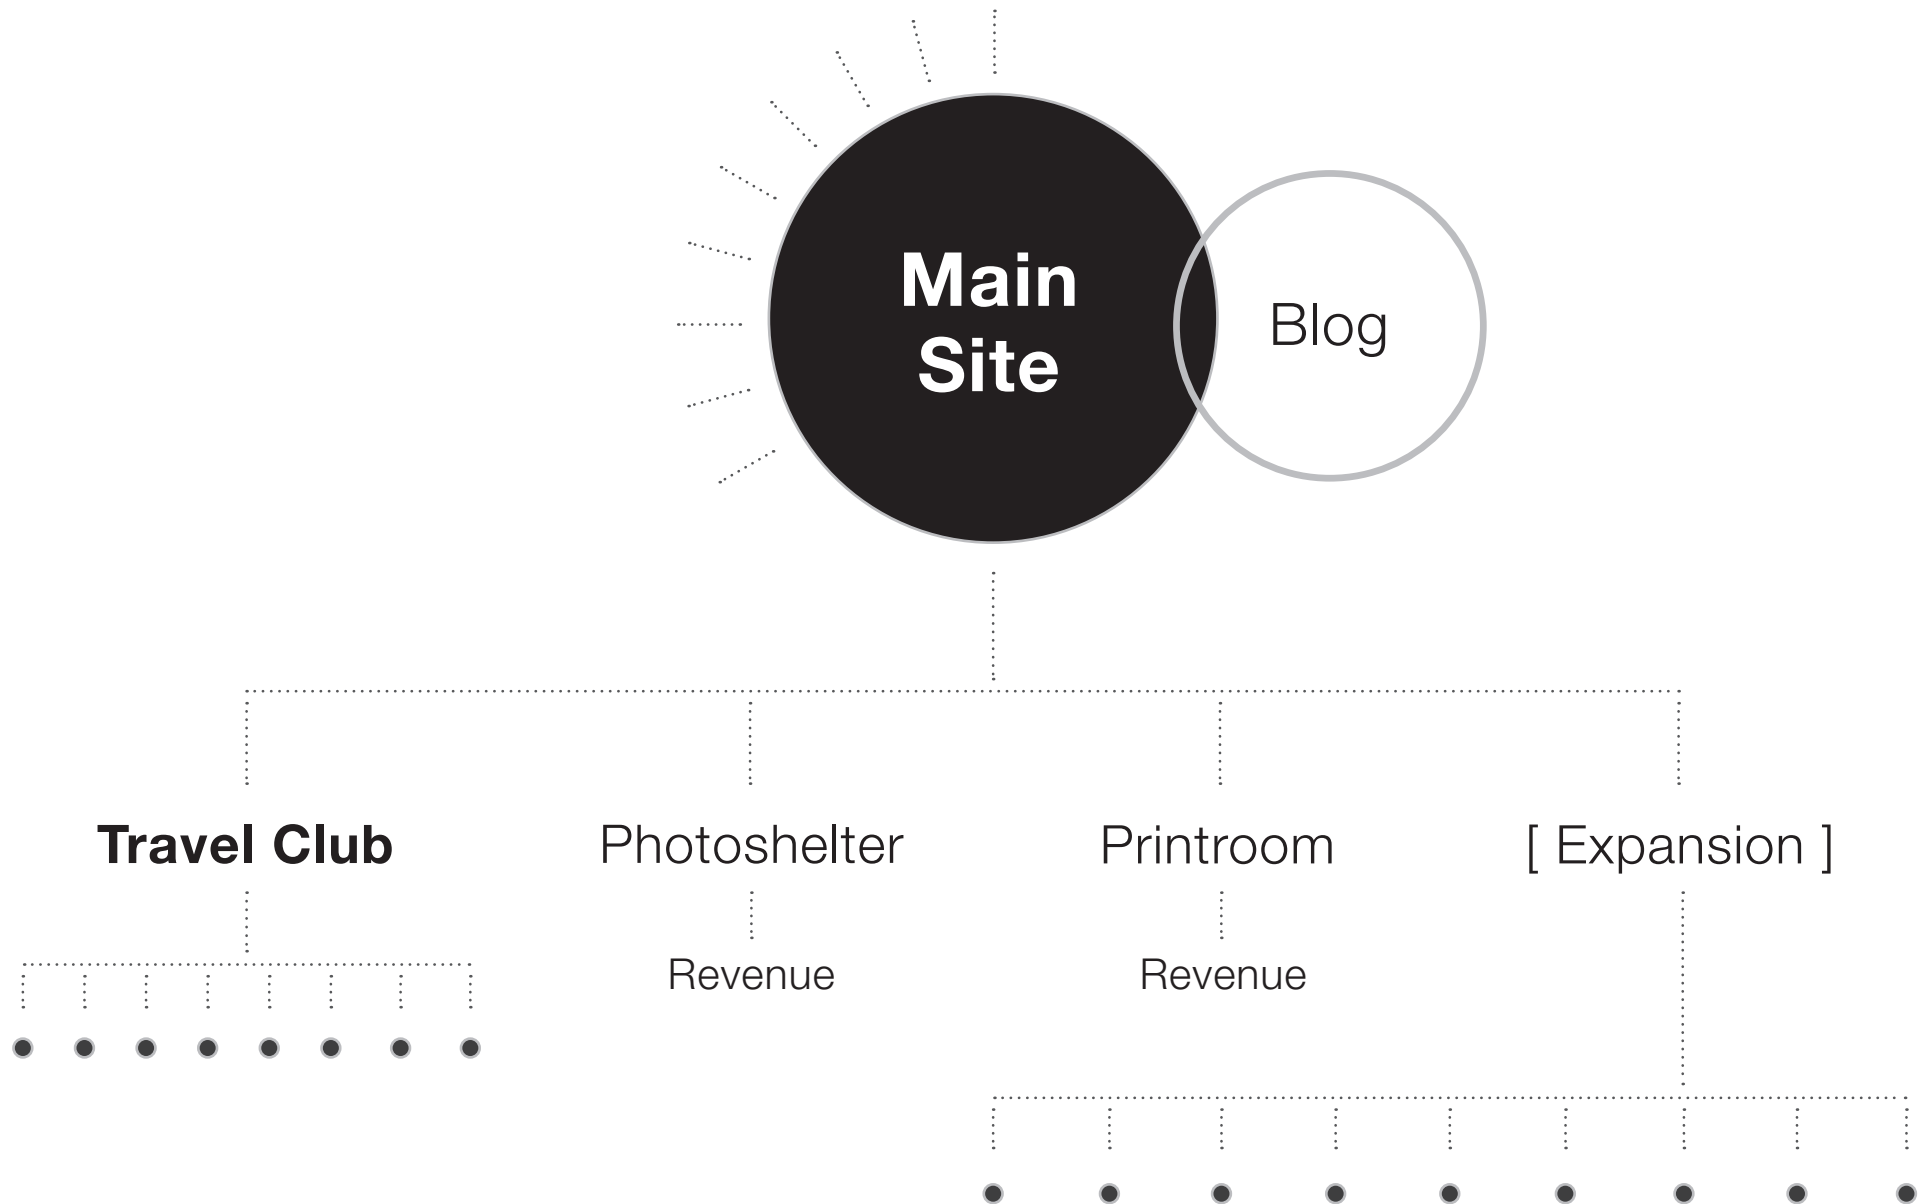 Main
Site
Blog
Travel Club
Photoshelter
Printroom
[ Expansion ]
Revenue
Revenue